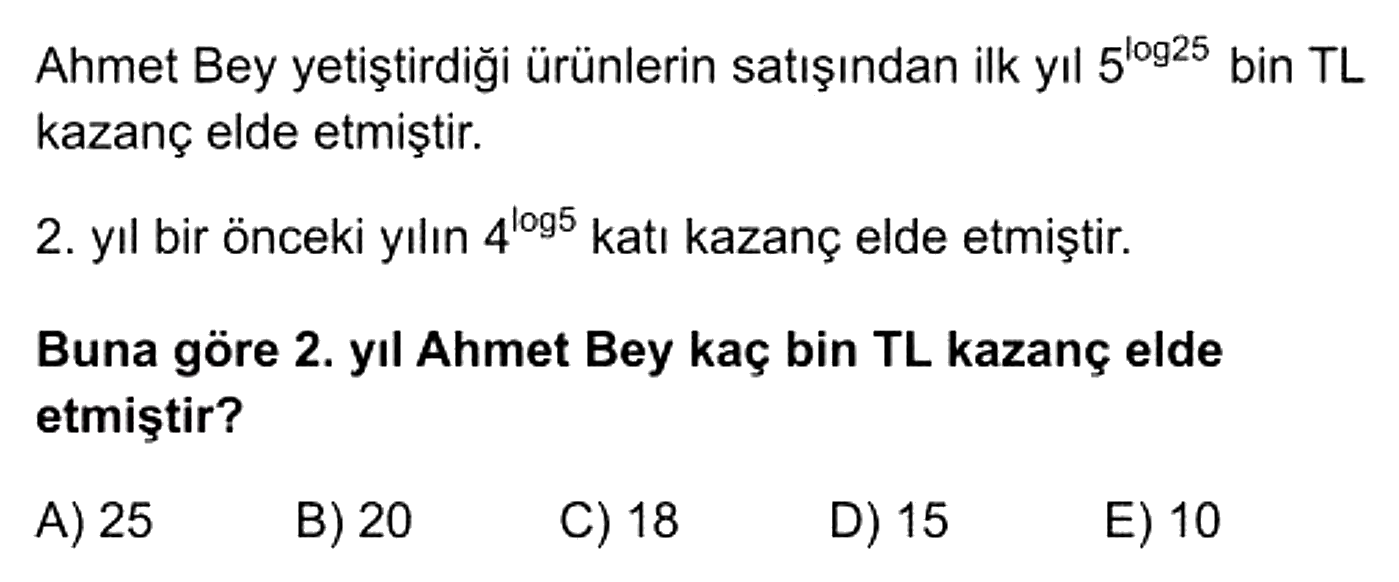 Ahmet Bey yetiştirdiği ürünlerin satışından ilk yıl 5^log25 bin TL
kazanç elde etmiştir.
2. yıl bir önceki yılın 4^log5 katı kazanç elde etmiştir.
Buna göre 2. yıl Ahmet Bey kaç bin TL kazanç elde
etmiştir?
A) 25 B) 20 C) 18 D) 15 E) 10